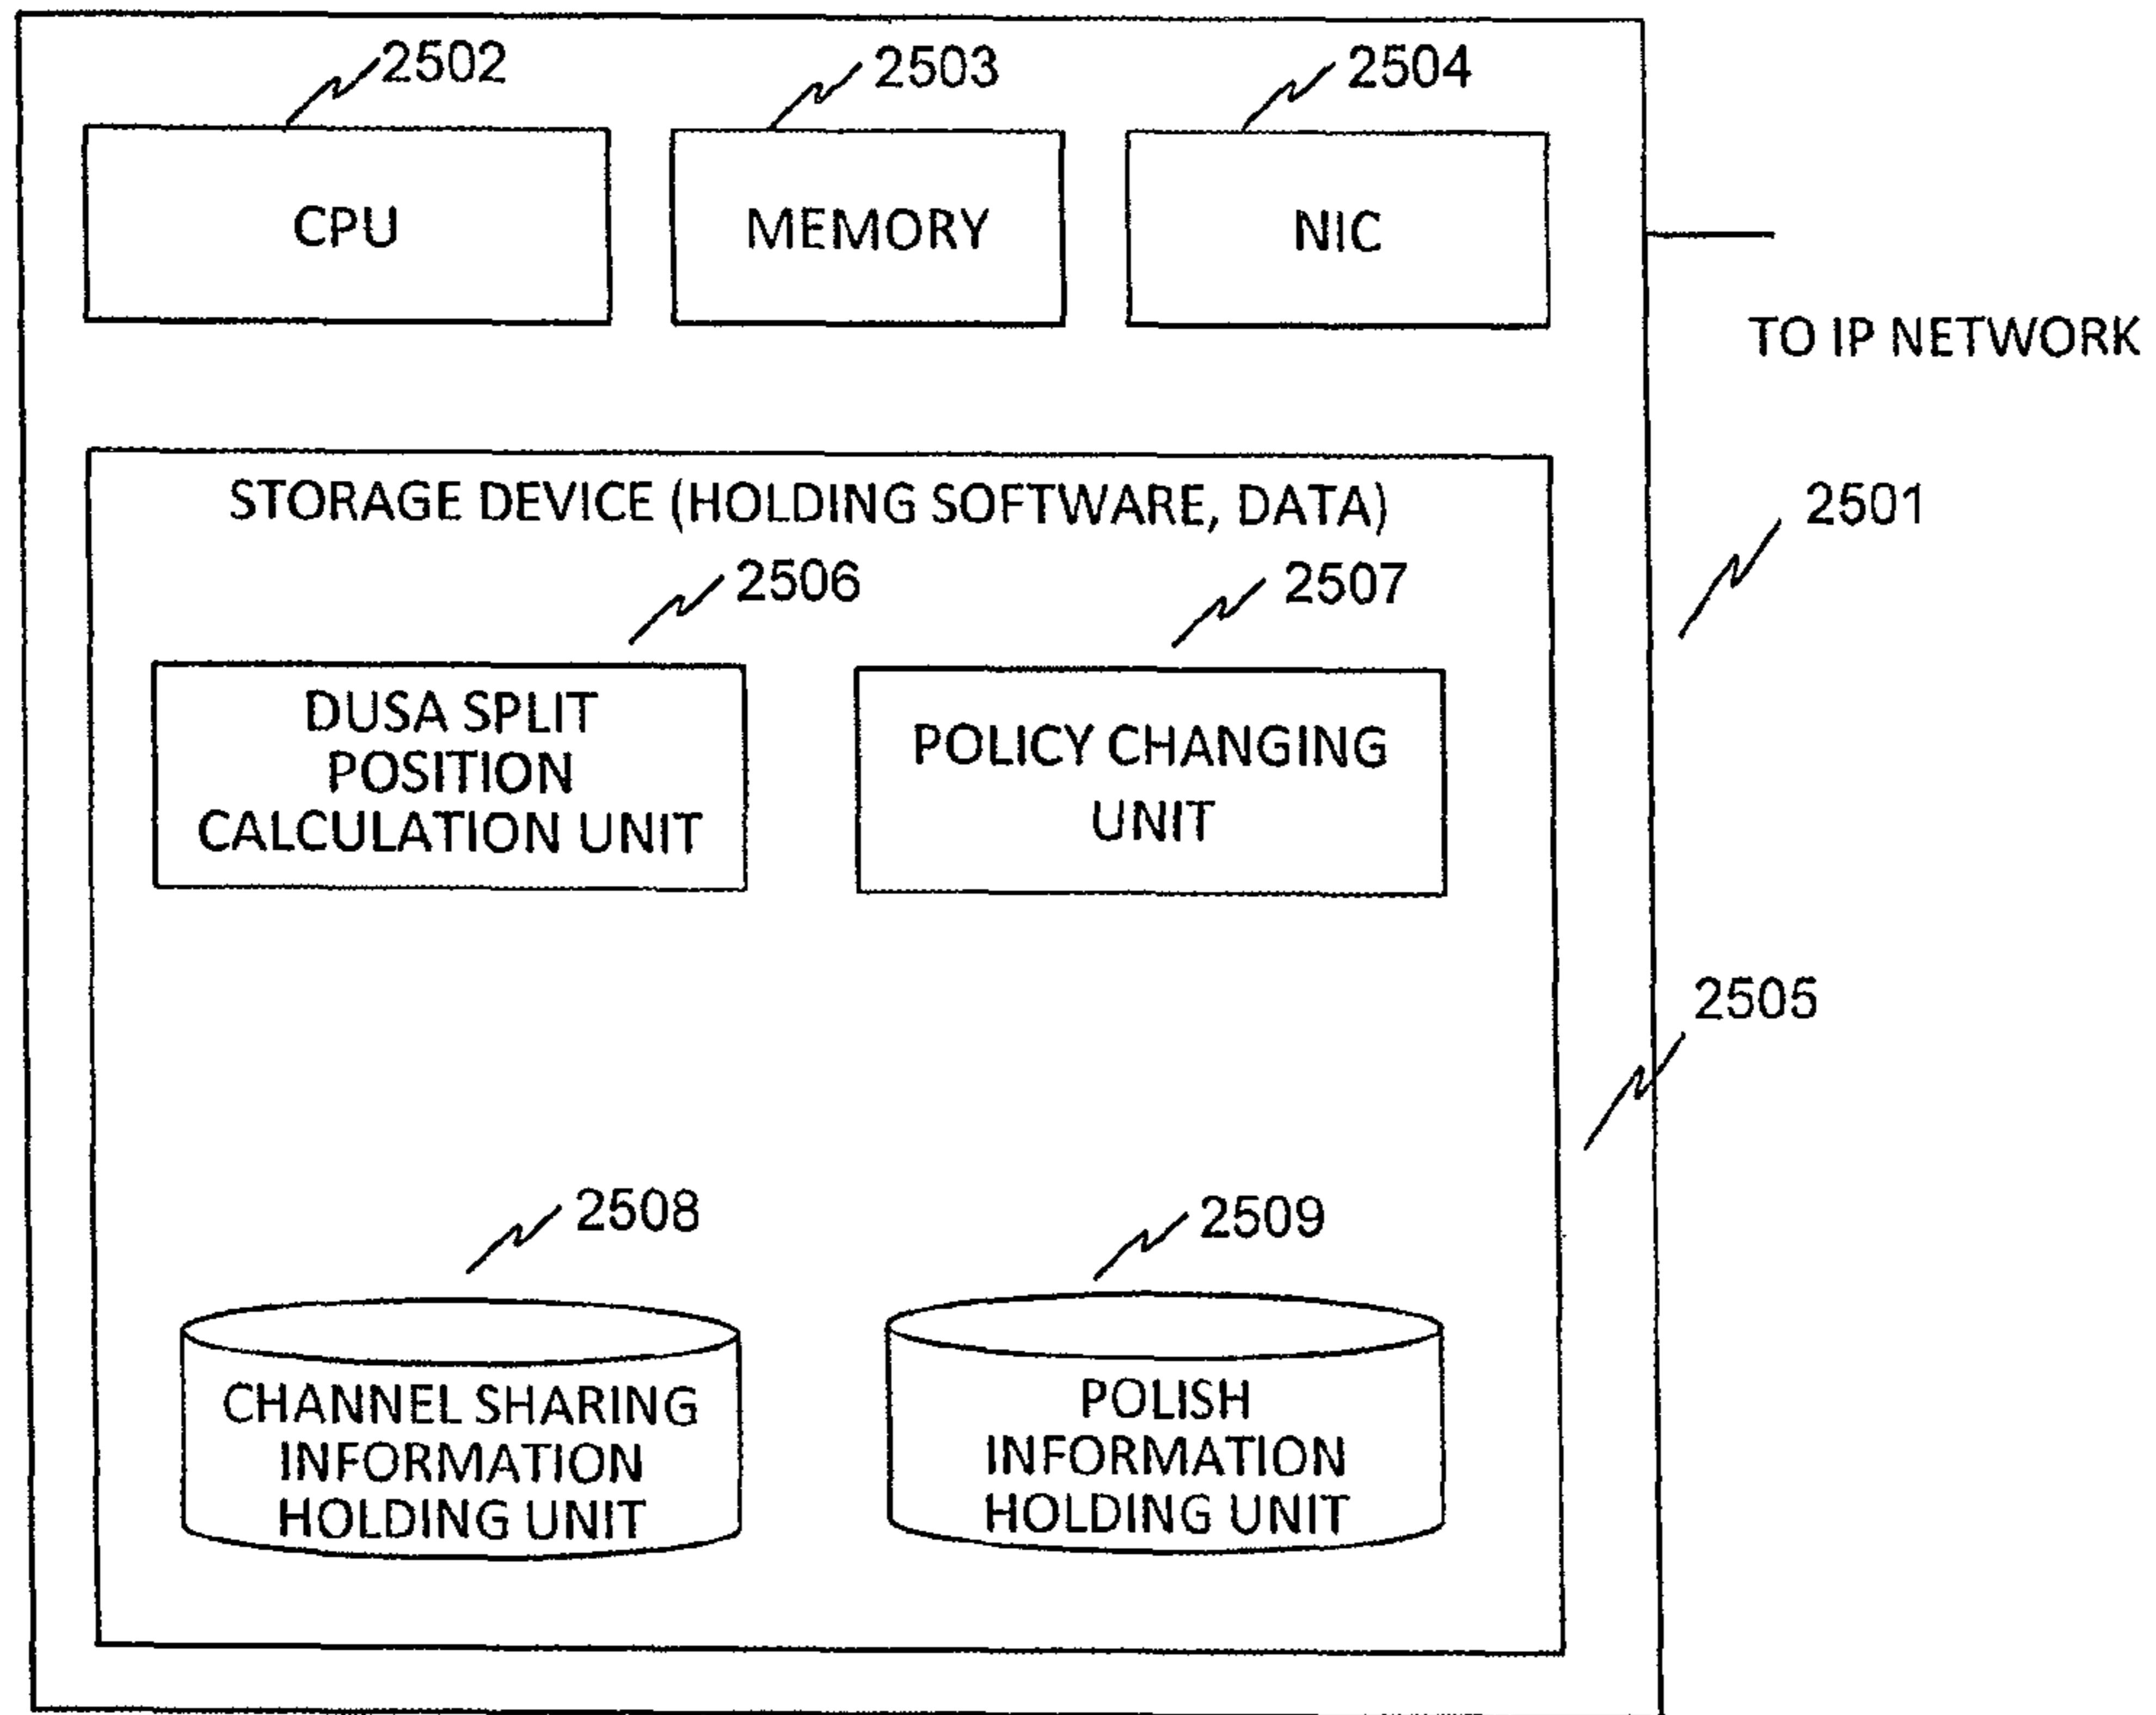 2502
2503
2504
CPU
MEMORY
NIC
TO IP NETWORK
STORAGE DEVICE (HOLDING SOFTWARE, DATA)
2501
2506
2507
DUSA SPLIT
POSITION
CALCULATION UNIT
POLICY CHANGING
UNIT
2505
2508
2509
CHANNEL SHARING
INFORMATION
HOLDING UNIT
POLISH
INFORMATION
HOLDING UNIT